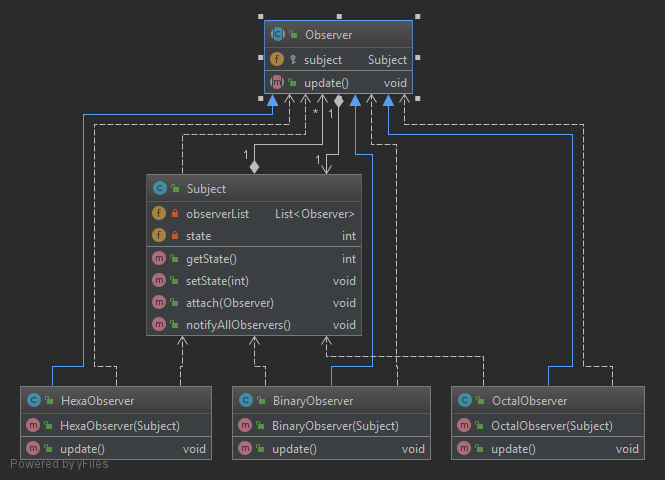 C Observer
f subject Subject
m update() void
* 1
1 1
C Subject
f observerList List<Observer>
f state int
m getState() int
m setState(int) void
m attach(Observer) void
m notifyAllObservers() void
C HexaObserver
m HexaObserver(Subject)
m update() void
C BinaryObserver
m BinaryObserver(Subject)
m update() void
C OctalObserver
m OctalObserver(Subject)
m update() void
Powered by yFiles